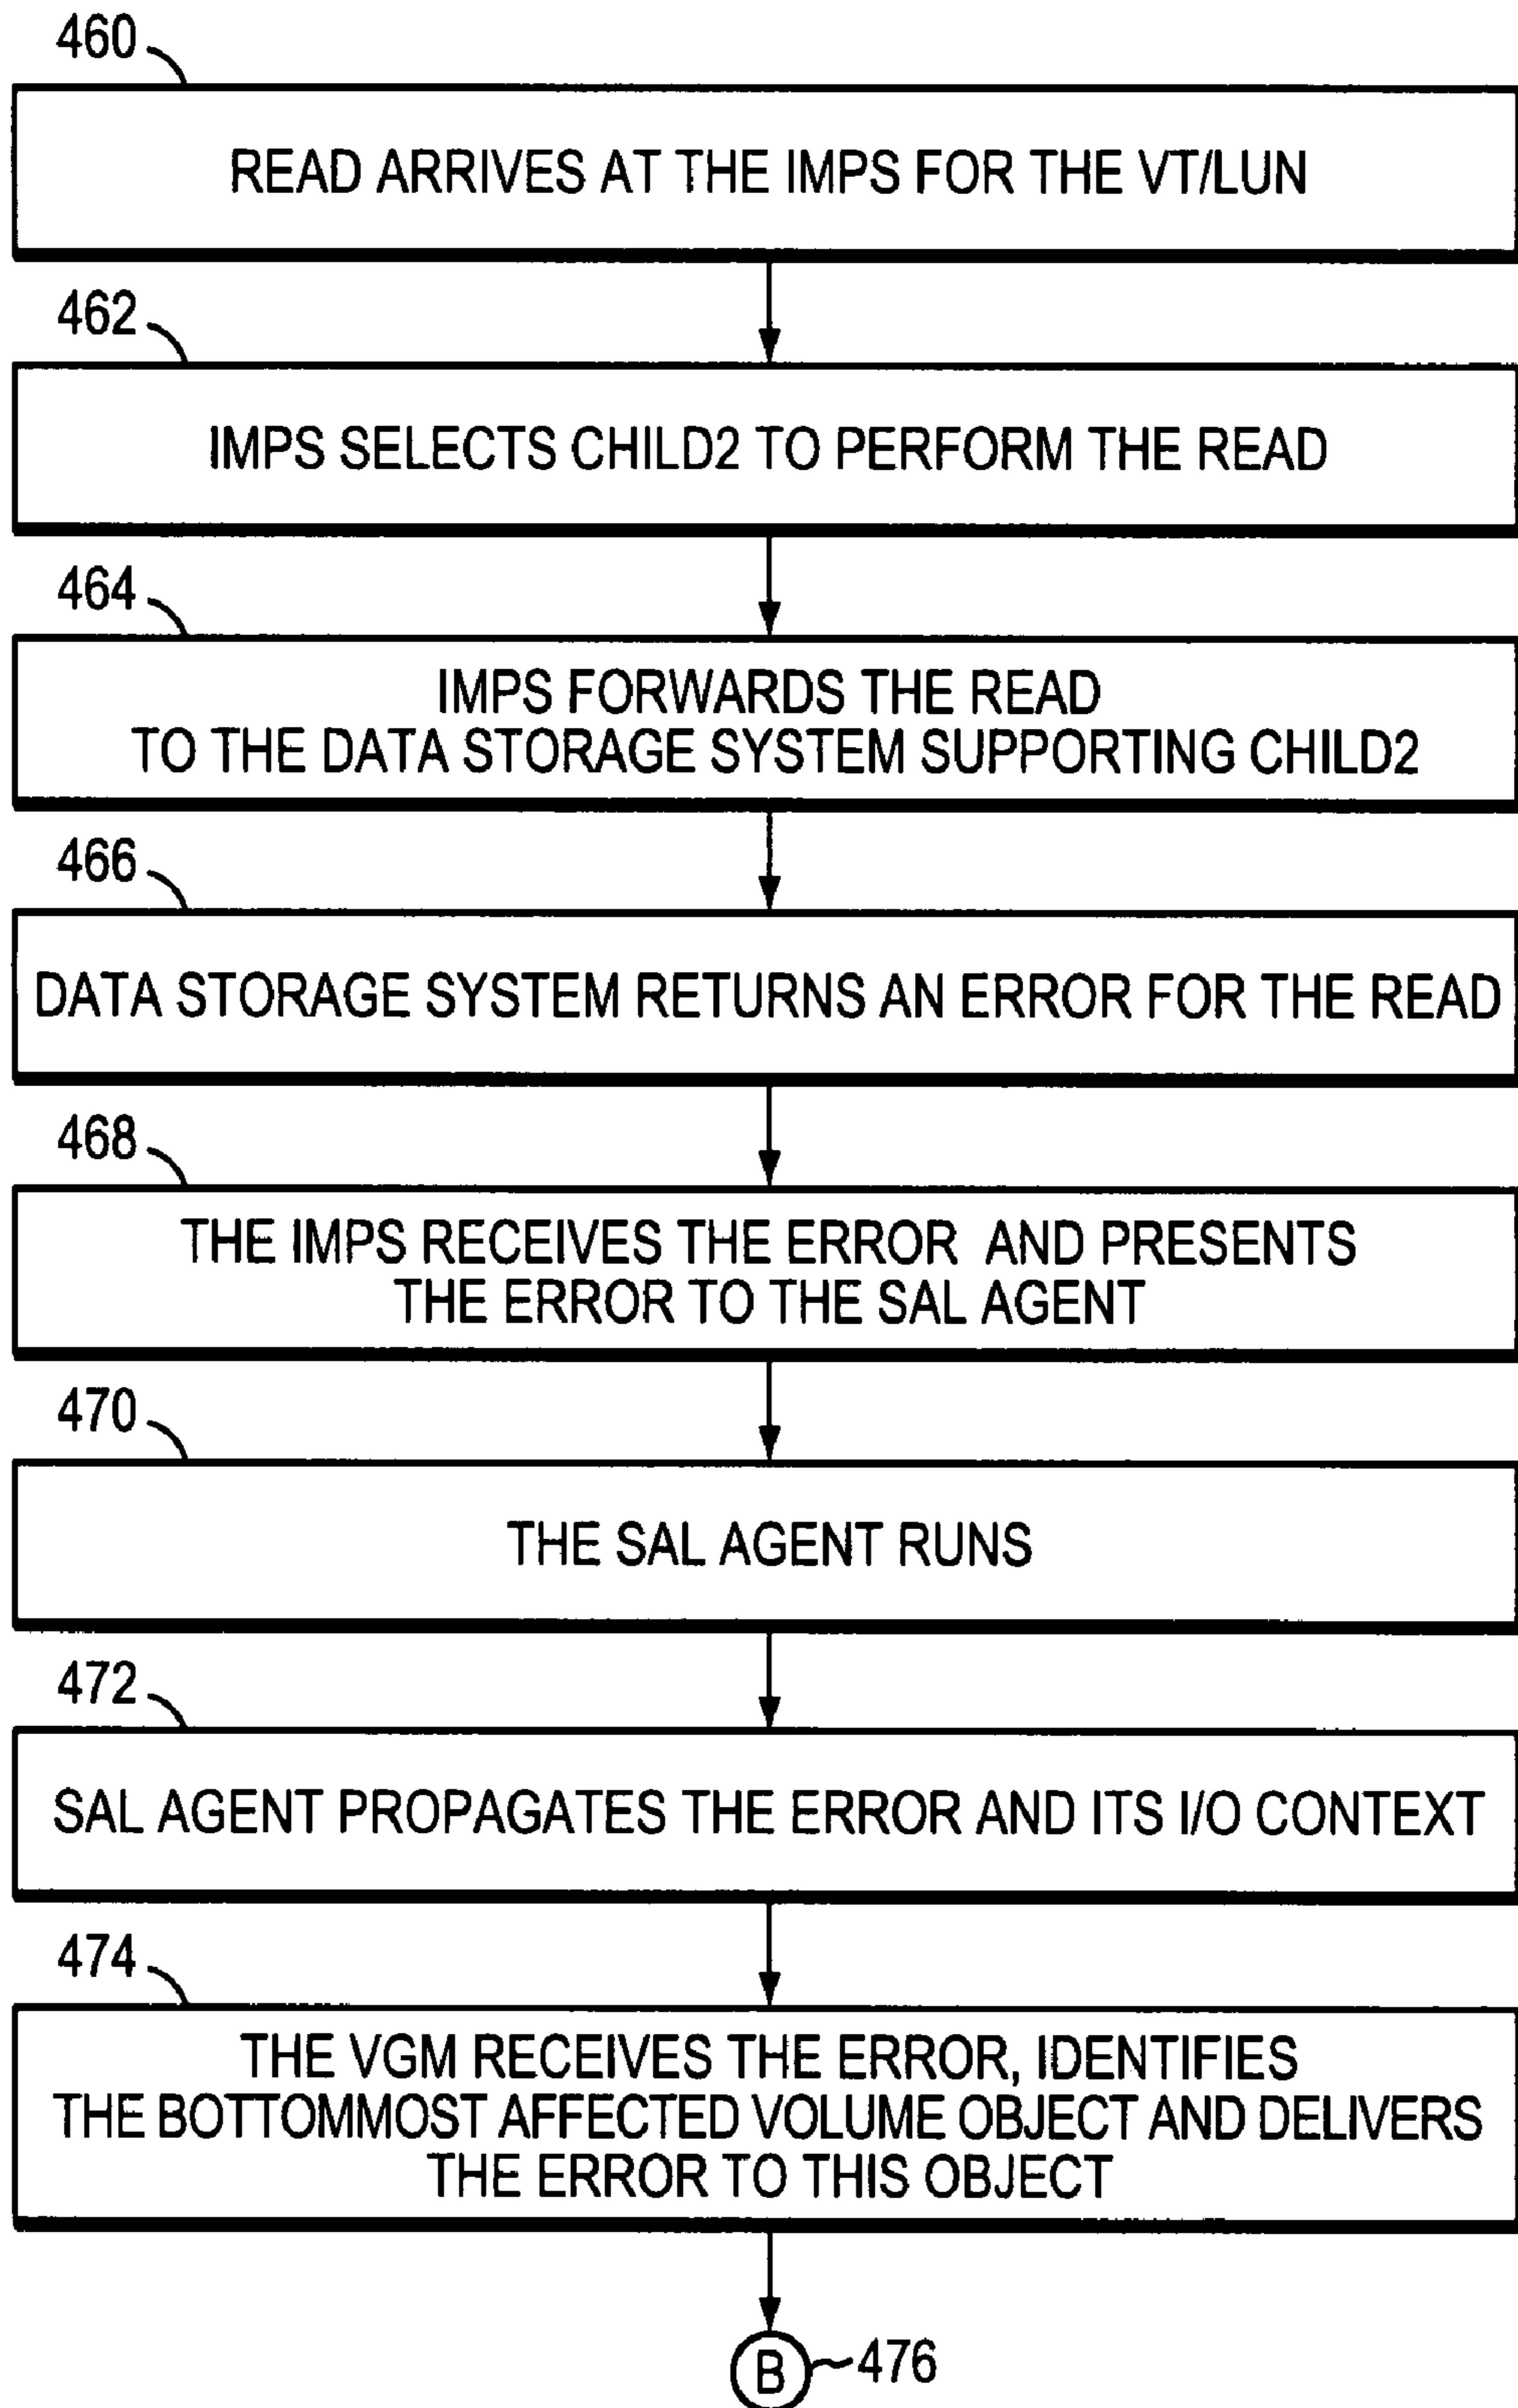 460
READ ARRIVES AT THE IMPS FOR THE VT/LUN
462
IMPS SELECTS CHILD2 TO PERFORM THE READ
464
IMPS FORWARDS THE READ
TO THE DATA STORAGE SYSTEM SUPPORTING CHILD2
466
DATA STORAGE SYSTEM RETURNS AN ERROR FOR THE READ
468
THE IMPS RECEIVES THE ERROR AND PRESENTS
THE ERROR TO THE SAL AGENT
470
THE SAL AGENT RUNS
472
SAL AGENT PROPAGATES THE ERROR AND ITS I/O CONTEXT
474
THE VGM RECEIVES THE ERROR, IDENTIFIES
THE BOTTOMMOST AFFECTED VOLUME OBJECT AND DELIVERS
THE ERROR TO THIS OBJECT
B 476